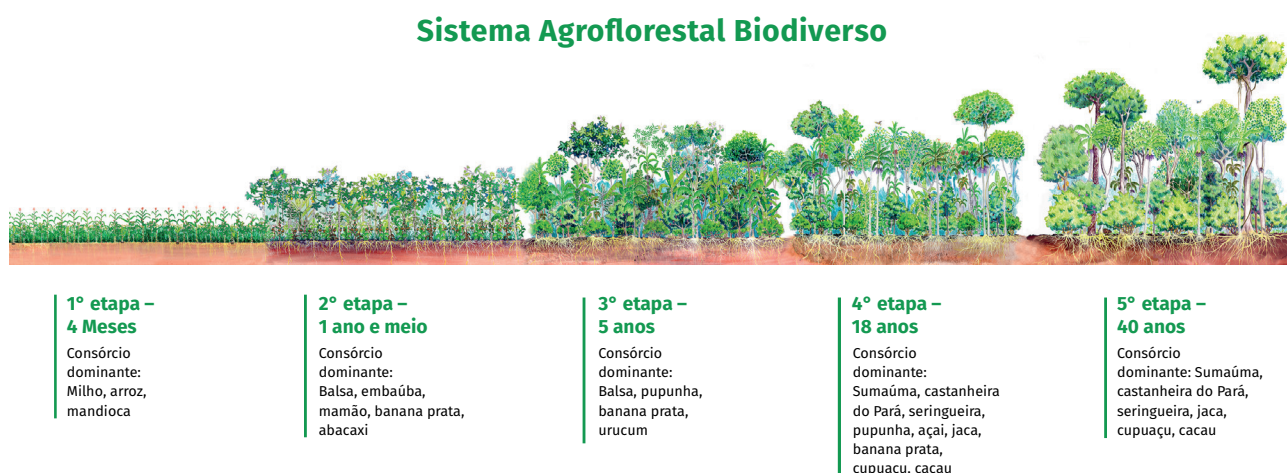 Sistema Agroflorestal Biodiverso
1° etapa –
4 Meses
Consórcio
dominante:
Milho, arroz,
mandioca
2° etapa –
1 ano e meio
Consórcio
dominante:
Balsa, embaúba,
mamão, banana prata,
abacaxi
3° etapa –
5 anos
Consórcio
dominante:
Balsa, pupunha,
banana prata,
urucum
4° etapa –
18 anos
Consórcio
dominante:
Sumaúma, castanheira
do Pará, seringueira,
pupunha, açai, jaca,
banana prata,
cupuaçu, cacau
5° etapa –
40 anos
Consórcio
dominante: Sumaúma,
castanheira do Pará,
seringueira, jaca,
cupuaçu, cacau